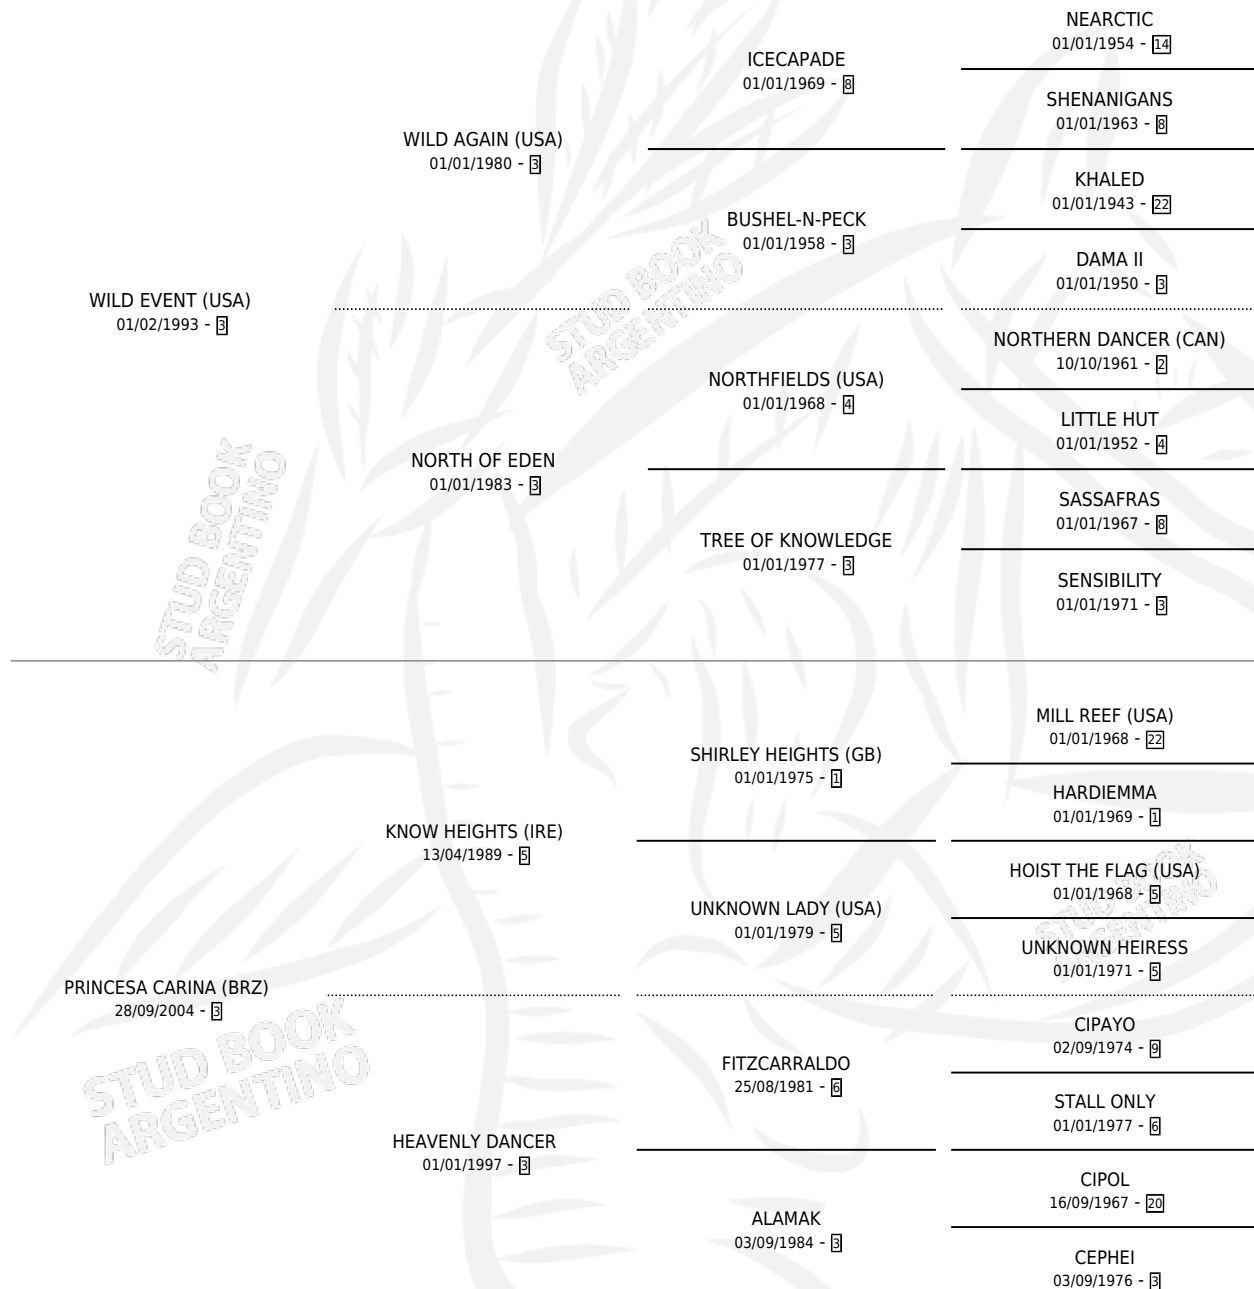 NEARCTIC
01/01/1954 - 14
ICECAPADE
01/01/1969 - 8
SHENANIGANS
01/01/1963 - 8
WILD AGAIN (USA)
01/01/1980 - 3
KHALED
01/01/1943 - 22
BUSHEL-N-PECK
01/01/1958 - 3
DAMA II
01/01/1950 - 3
WILD EVENT (USA)
01/02/1993 - 3
STUD BOOK
ARGENTINO
NORTHERN DANCER (CAN)
10/10/1961 - 2
NORTHFIELDS (USA)
01/01/1968 - 4
LITTLE HUT
01/01/1952 - 4
NORTH OF EDEN
01/01/1983 - 3
SASSAFRAS
01/01/1967 - 8
TREE OF KNOWLEDGE
01/01/1977 - 3
SENSIBILITY
01/01/1971 - 3
STUD BOOK
ARGENTINO
MILL REEF (USA)
01/01/1968 - 22
SHIRLEY HEIGHTS (GB)
01/01/1975 - 1
HARDIEMMA
01/01/1969 - 1
KNOW HEIGHTS (IRE)
13/04/1989 - 5
HOIST THE FLAG (USA)
01/01/1968 - 5
UNKNOWN LADY (USA)
01/01/1979 - 5
STUD BOOK
ARGENTINO
UNKNOWN HEIRESS
01/01/1971 - 5
PRINCESA CARINA (BRZ)
28/09/2004 - 3
STUD BOOK
ARGENTINO
CIPAYO
02/09/1974 - 9
FITZCARRALDO
25/08/1981 - 6
STALL ONLY
01/01/1977 - 6
HEAVENLY DANCER
01/01/1997 - 3
CIPOL
16/09/1967 - 20
ALAMAK
03/09/1984 - 3
CEPHEI
03/09/1976 - 3